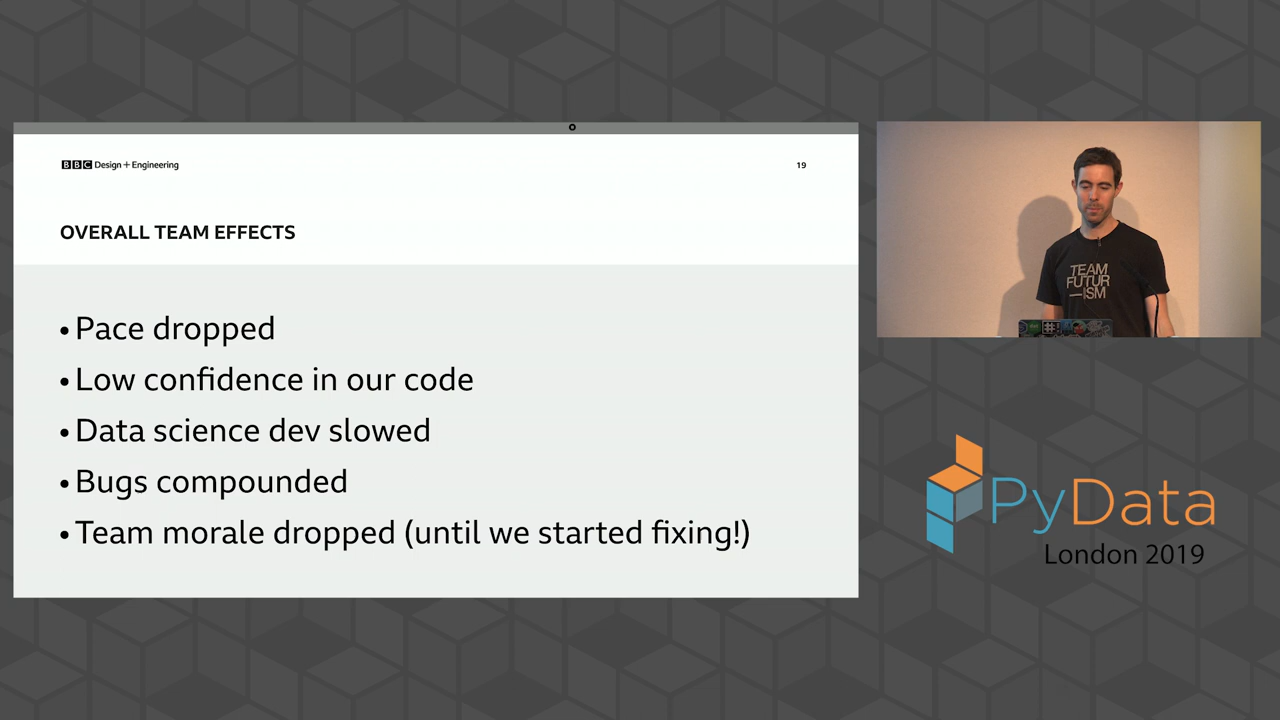 BBC Design + Engineering
19
OVERALL TEAM EFFECTS
• Pace dropped
• Low confidence in our code
• Data science dev slowed
• Bugs compounded
• Team morale dropped (until we started fixing!)
TEAM
FUTUR
—ISM
PyData
London 2019